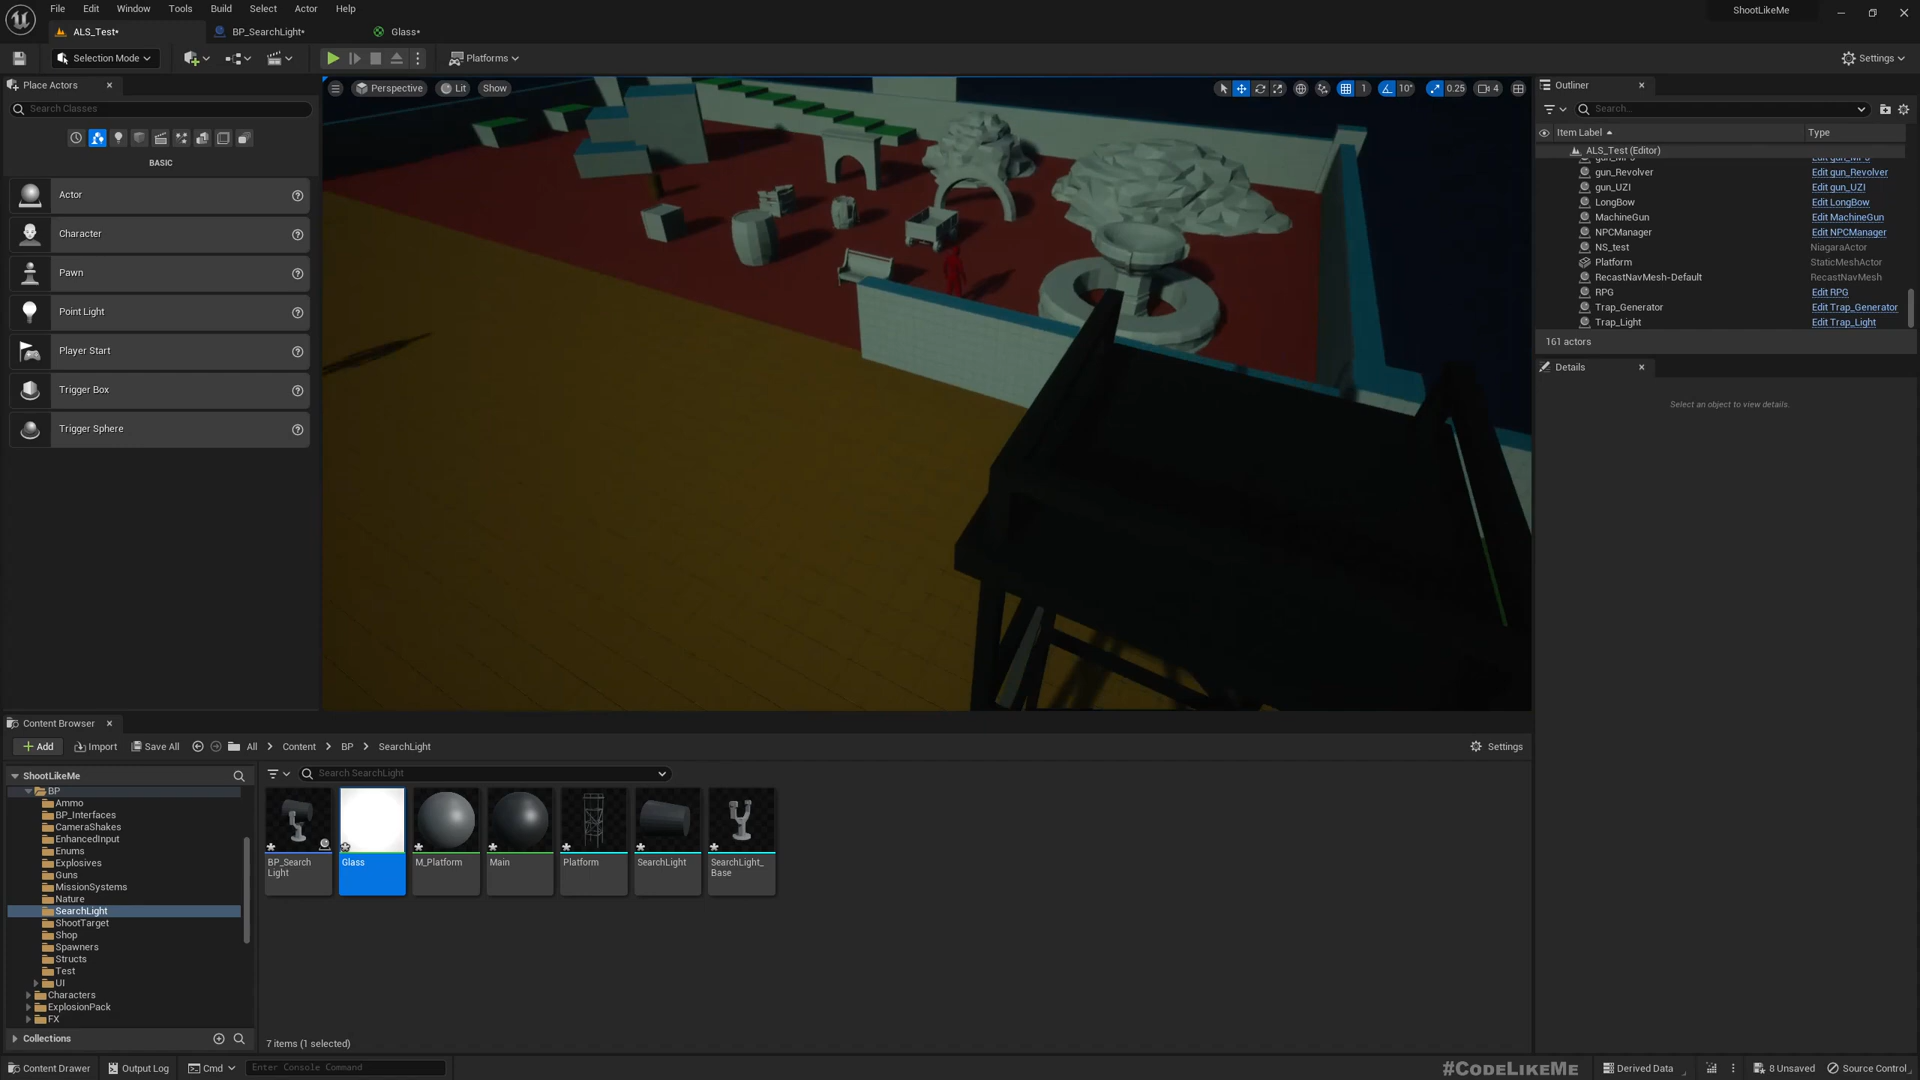 File Edit Window Tools Build Select Actor Help
ShootLikeMe
ALS_Test*
BP_SearchLight*
Glass*
Selection Mode
Platforms
Settings
Place Actors
Search Classes
BASIC
Actor
Character
Pawn
Point Light
Player Start
Trigger Box
Trigger Sphere
Perspective
Lit
Show
1
10°
0.25
4
Outliner
Search...
Item Label
Type
ALS_Test (Editor)
gun_Revolver Edit gun_Revolver
gun_UZI Edit gun_UZI
LongBow Edit LongBow
MachineGun Edit MachineGun
NPCManager Edit NPCManager
NS_test NiagaraActor
Platform StaticMeshActor
RecastNavMesh-Default RecastNavMesh
RPG Edit RPG
Trap_Generator Edit Trap_Generator
Trap_Light Edit Trap_Light
161 actors
Details
Select an object to view details.
Content Browser
Add
Import
Save All
All
Content
BP
SearchLight
Settings
ShootLikeMe
BP
Ammo
BP_Interfaces
CameraShakes
EnhancedInput
Enums
Explosives
Guns
MissionSystems
Nature
SearchLight
ShootTarget
Shop
Spawners
Structs
Test
UI
Characters
ExplosionPack
FX
Collections
Search SearchLight
BP_Search
Light
Glass
M_Platform
Main
Platform
SearchLight
SearchLight_
Base
7 items (1 selected)
Content Drawer
Output Log
Cmd
Enter Console Command
#CodeLikeMe
Derived Data
8 Unsaved
Source Control